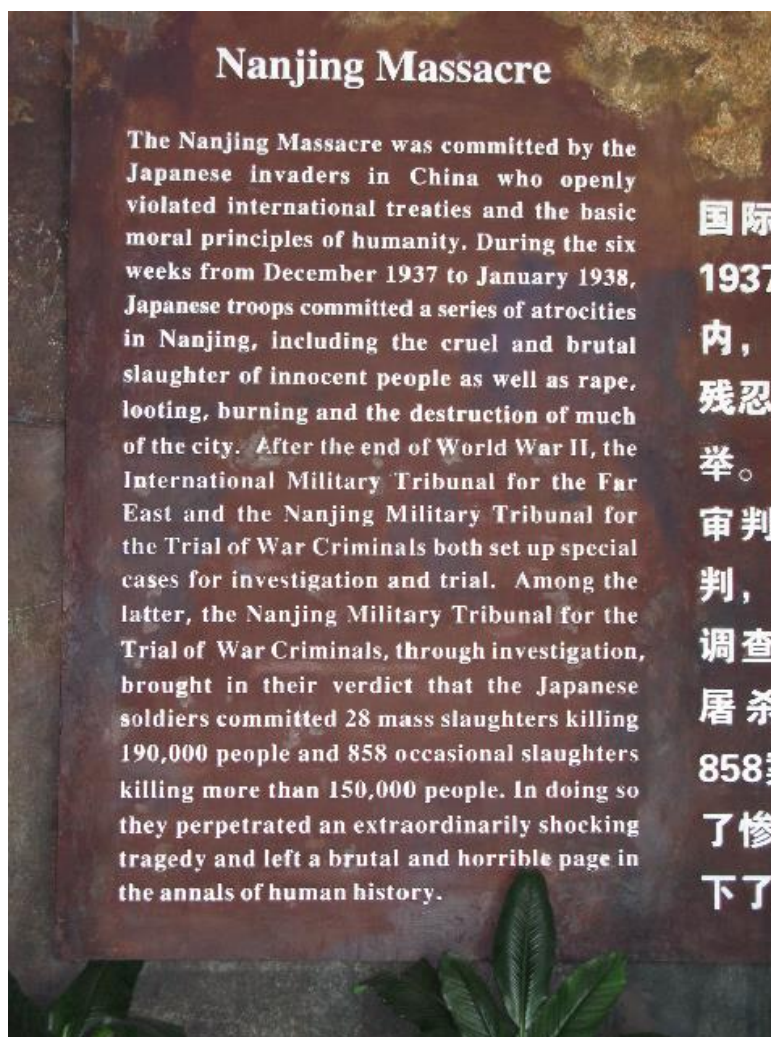 Nanjing Massacre
The Nanjing Massacre was committed by the
Japanese invaders in China who openly
violated international treaties and the basic
moral principles of humanity. During the six
weeks from December 1937 to January 1938,
Japanese troops committed a series of atrocities
in Nanjing, including the cruel and brutal
slaughter of innocent people as well as rape,
looting, burning and the destruction of much
of the city. After the end of World War II, the
International Military Tribunal for the Far
East and the Nanjing Military Tribunal for
the Trial of War Criminals both set up special
cases for investigation and trial. Among the
latter, the Nanjing Military Tribunal for the
Trial of War Criminals, through investigation,
brought in their verdict that the Japanese
soldiers committed 28 mass slaughters killing
190,000 people and 858 occasional slaughters
killing more than 150,000 people. In doing so
they perpetrated an extraordinarily shocking
tragedy and left a brutal and horrible page in
the annals of human history.
国际
1937
内，
残忍
举。
审判
判，
调查
屠杀
858
了惨
下了